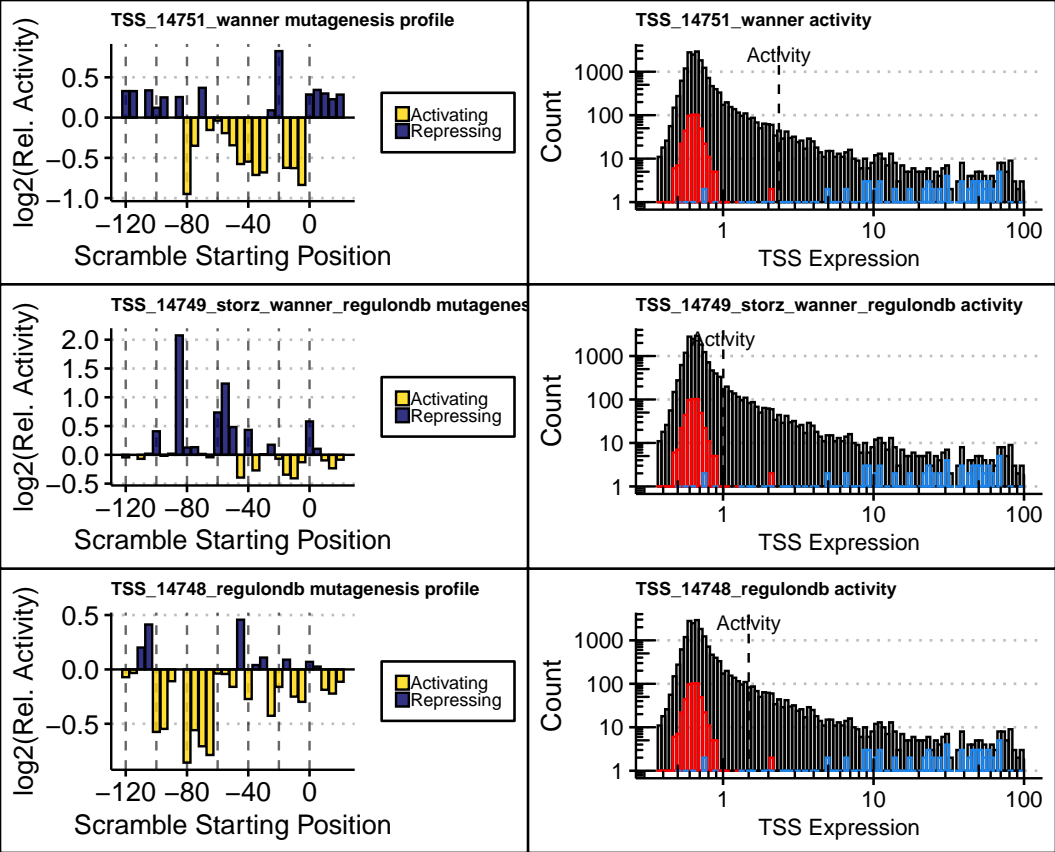 TSS_14751_wanner mutagenesis profile
log2(Rel. Activity)
0.5
0.0
−0.5
−1.0
−120 −80 −40 0
Scramble Starting Position
Activating
Repressing
TSS_14751_wanner activity
Activity
Count
1000
100
10
1
1 10 100
TSS Expression
TSS_14749_storz_wanner_regulondb mutagenes
log2(Rel. Activity)
2.0
1.5
1.0
0.5
0.0
−0.5
−120 −80 −40 0
Scramble Starting Position
Activating
Repressing
TSS_14749_storz_wanner_regulondb activity
Activity
Count
1000
100
10
1
1 10 100
TSS Expression
TSS_14748_regulondb mutagenesis profile
log2(Rel. Activity)
0.5
0.0
−0.5
−120 −80 −40 0
Scramble Starting Position
Activating
Repressing
TSS_14748_regulondb activity
Activity
Count
1000
100
10
1
1 10 100
TSS Expression